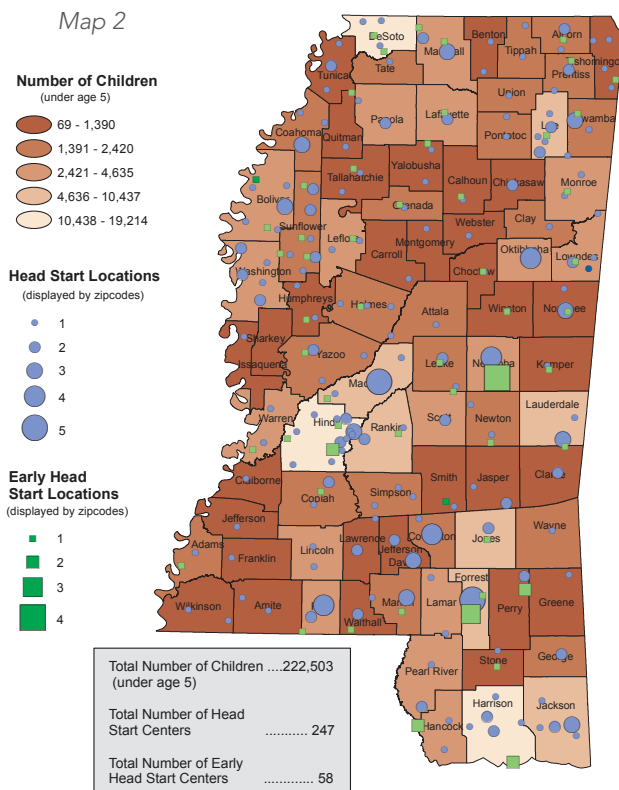 Map 2
Number of Children
(under age 5)
69 - 1,390
1,391 - 2,420
2,421 - 4,635
4,636 - 10,437
10,438 - 19,214
Head Start Locations
(displayed by zipcodes)
1
2
3
4
5
Early Head
Start Locations
(displayed by zipcodes)
1
2
3
4
DeSoto
Benton
Alcorn
Marshall
Tippah
Tishomingo
Tunica
Tate
Prentiss
Union
Panola
Lafayette
Lee
Itawamba
Coahoma
Quitman
Pontotoc
Yalobusha
Tallahatchie
Calhoun
Chickasaw
Monroe
Bolivar
Grenada
Clay
Sunflower
Leflore
Webster
Montgomery
Oktibbeha
Lowndes
Carroll
Washington
Choctaw
Humphreys
Holmes
Attala
Winston
Noxubee
Sharkey
Yazoo
Leake
Neshoba
Kemper
Issaquena
Madison
Lauderdale
Warren
Hinds
Rankin
Scott
Newton
Claiborne
Smith
Jasper
Clarke
Copiah
Simpson
Jefferson
Lawrence
Covington
Jones
Wayne
Adams
Franklin
Lincoln
Jefferson
Davis
Forrest
Wilkinson
Amite
Pike
Walthall
Marion
Lamar
Perry
Greene
Stone
George
Pearl River
Harrison
Jackson
Hancock
Total Number of Children ....222,503
(under age 5)
Total Number of Head
Start Centers ........... 247
Total Number of Early
Head Start Centers ............. 58